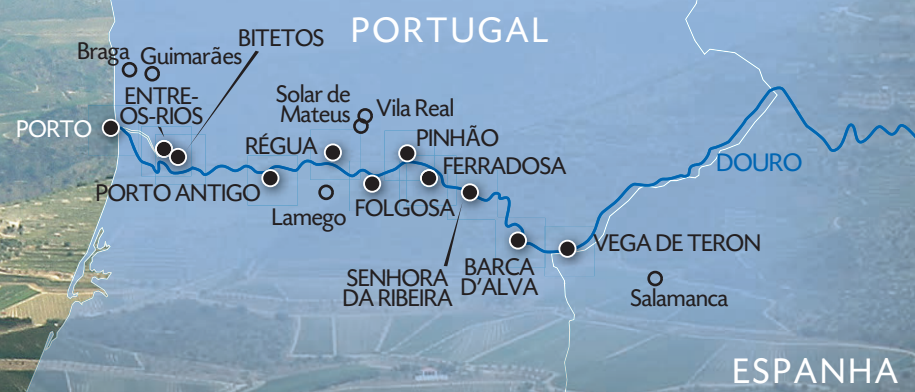 PORTUGAL
BITETOS
Braga
Guimarães
ENTRE-
OS-RIOS
Solar de
Mateus
Vila Real
PORTO
RÉGUA
PINHÃO
FERRADOSA
DOURO
PORTO ANTIGO
Lamego
FOLGOSA
SENHORA
DA RIBEIRA
BARCA
D'ALVA
VEGA DE TERON
Salamanca
ESPANHA